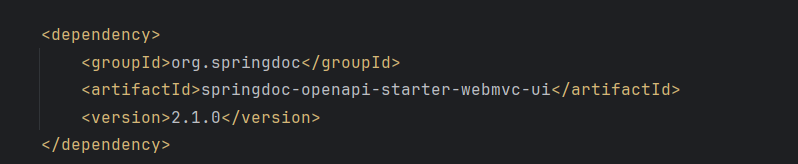 <dependency>
<groupId>org.springdoc</groupId>
<artifactId>springdoc-openapi-starter-webmvc-ui</artifactId>
<version>2.1.0</version>
</dependency>